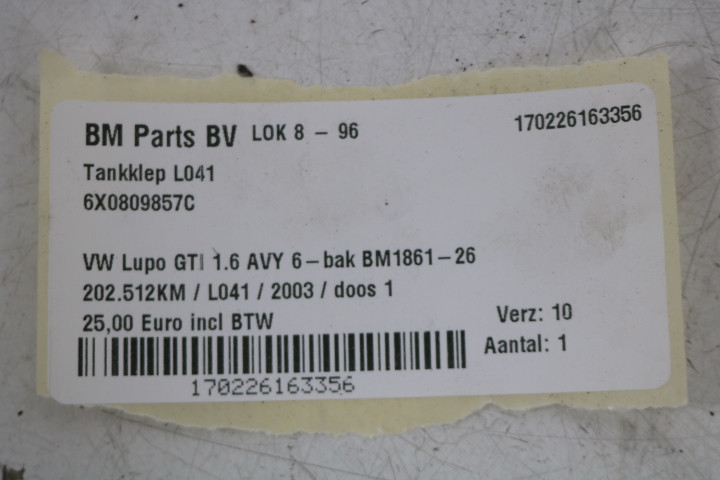 BM Parts BV LOK 8 - 96 170226163356
Tankklep L041
6X0809857C
VW Lupo GTI 1.6 AVY 6-bak BM1861-26
202.512KM / L041 / 2003 / doos 1
25,00 Euro incl BTW Verz: 10
Aantal: 1
170226163356